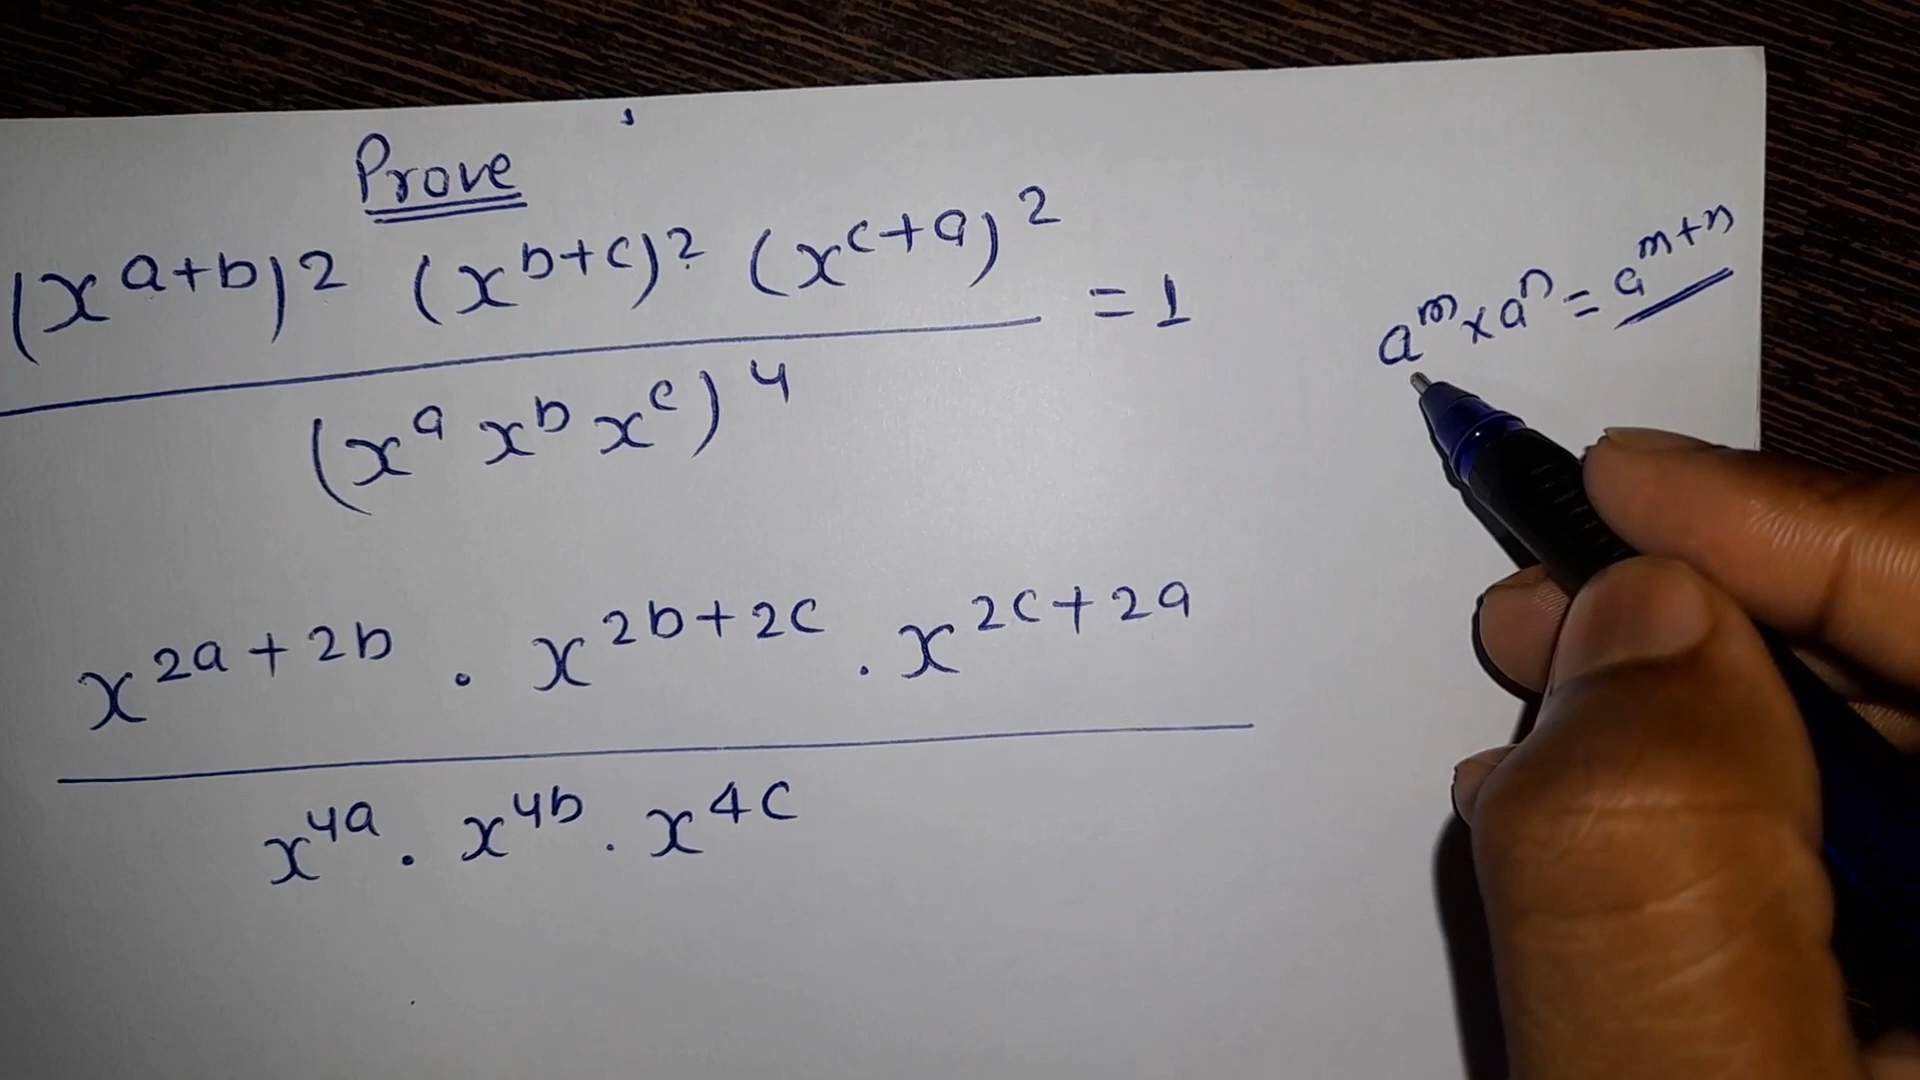 Prove
(x^{a+b})^2 (x^{b+c})^2 (x^{c+a})^2
= 1
(x^a x^b x^c)^4
a^m × a^n = a^{m+n}
x^{2a+2b} . x^{2b+2c} . x^{2c+2a}
x^{4a} . x^{4b} . x^{4c}